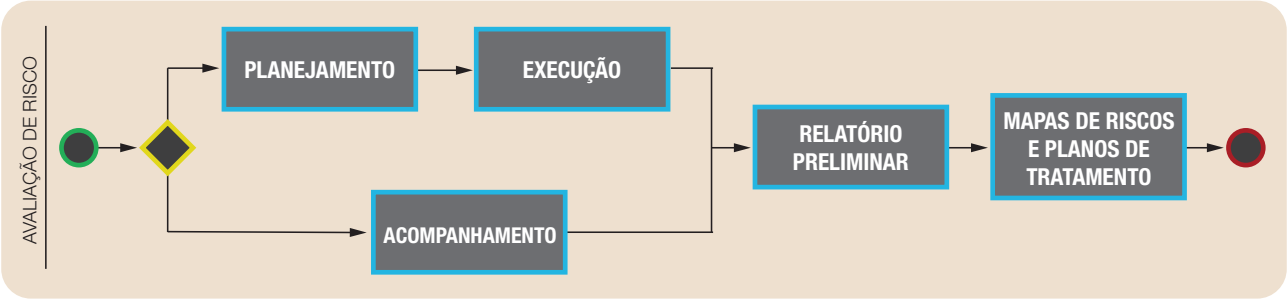 AVALIAÇÃO DE RISCO
PLANEJAMENTO
EXECUÇÃO
ACOMPANHAMENTO
RELATÓRIO
PRELIMINAR
MAPAS DE RISCOS
E PLANOS DE
TRATAMENTO